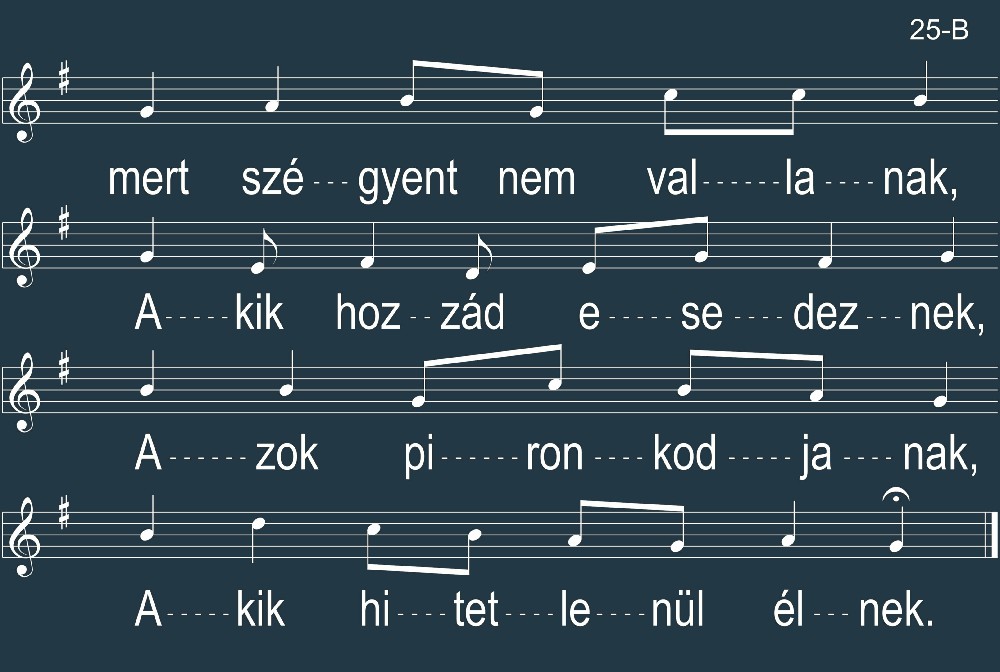 25-B
mert szé---gyent nem val------la----nak,
A-----kik hoz--zád e-----se----dez---nek,
A------zok pi------ron----kod-----ja----nak,
A-----kik hi----tet----le----nül él---nek.